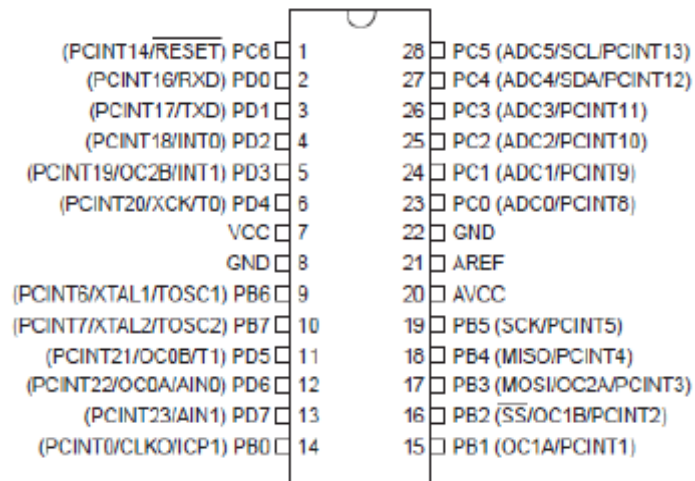 (PCINT14/RESET) PC6 1 28 PC5 (ADC5/SCL/PCINT13)
(PCINT16/RXD) PD0 2 27 PC4 (ADC4/SDA/PCINT12)
(PCINT17/TXD) PD1 3 26 PC3 (ADC3/PCINT11)
(PCINT18/INT0) PD2 4 25 PC2 (ADC2/PCINT10)
(PCINT19/OC2B/INT1) PD3 5 24 PC1 (ADC1/PCINT9)
(PCINT20/XCK/T0) PD4 6 23 PC0 (ADC0/PCINT8)
VCC 7 22 GND
GND 8 21 AREF
(PCINT6/XTAL1/TOSC1) PB6 9 20 AVCC
(PCINT7/XTAL2/TOSC2) PB7 10 19 PB5 (SCK/PCINT5)
(PCINT21/OC0B/T1) PD5 11 18 PB4 (MISO/PCINT4)
(PCINT22/OC0A/AIN0) PD6 12 17 PB3 (MOSI/OC2A/PCINT3)
(PCINT23/AIN1) PD7 13 16 PB2 (SS/OC1B/PCINT2)
(PCINT0/CLKO/ICP1) PB0 14 15 PB1 (OC1A/PCINT1)